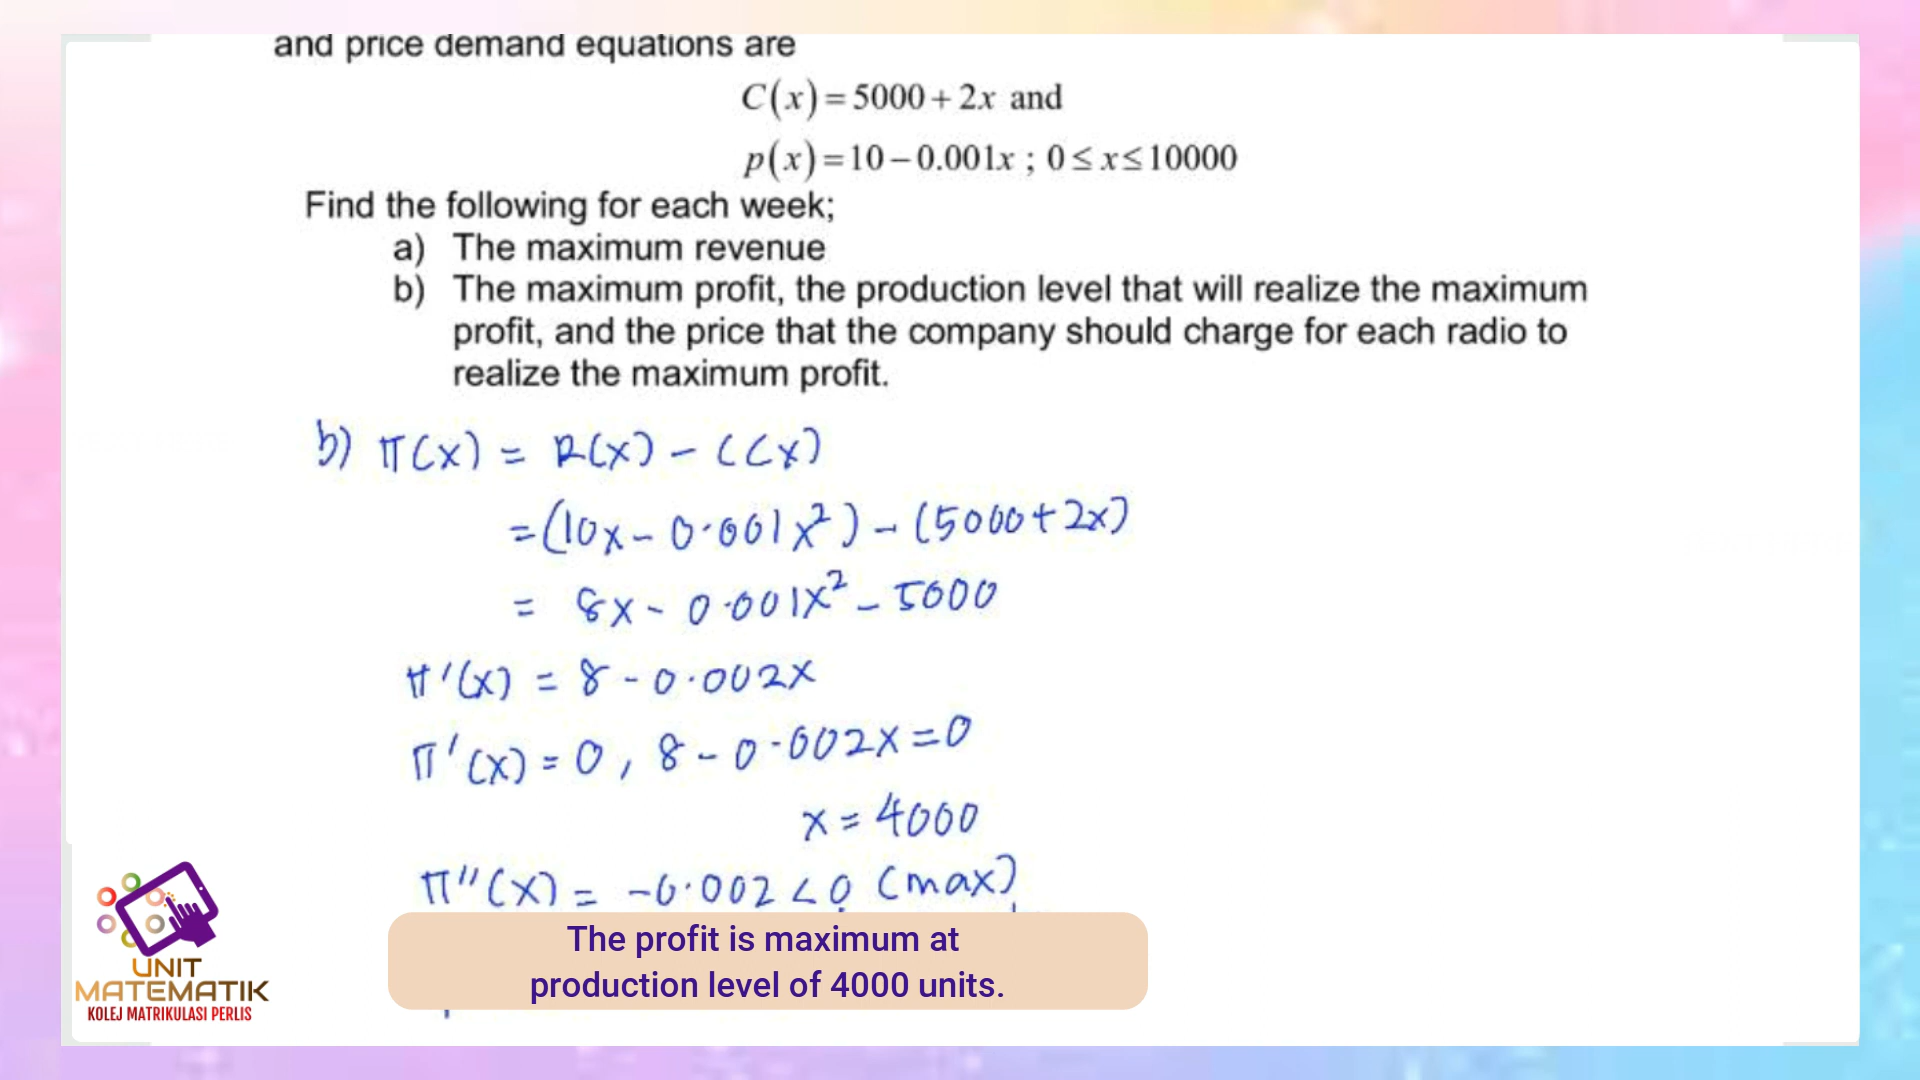 and price demand equations are
C(x)=5000+2x and
p(x)=10−0.001x ; 0≤x≤10000
Find the following for each week;
a) The maximum revenue
b) The maximum profit, the production level that will realize the maximum
profit, and the price that the company should charge for each radio to
realize the maximum profit.
b) π(x) = R(x) − C(x)
=(10x − 0.001x²) − (5000+2x)
= 8x − 0.001x² − 5000
π'(x) = 8 − 0.002x
π'(x) = 0, 8 − 0.002x = 0
x = 4000
π''(x) = −0.002 < 0 (max)
The profit is maximum at
production level of 4000 units.
UNIT
MATEMATIK
KOLEJ MATRIKULASI PERLIS